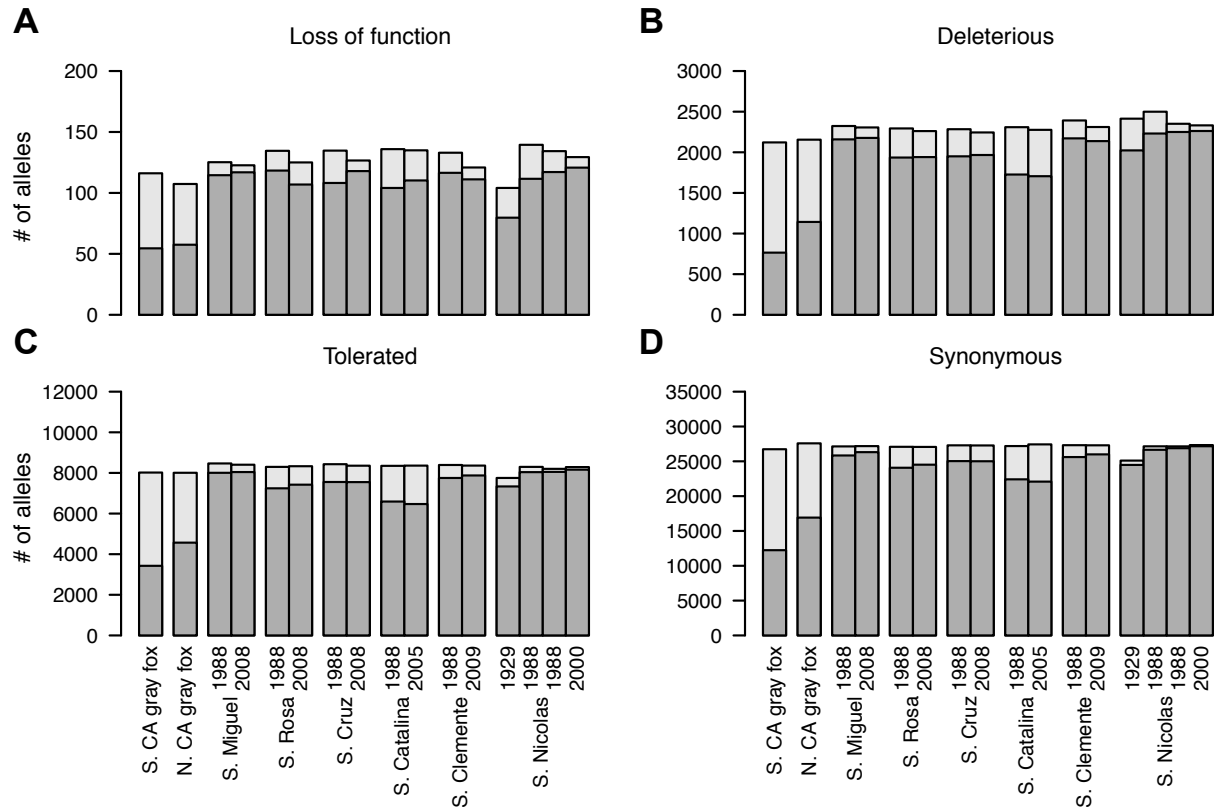 A
Loss of function
# of alleles
200
150
100
50
0
B
Deleterious
3000
2500
2000
1500
1000
500
0
C
Tolerated
# of alleles
12000
10000
8000
6000
4000
2000
0
S. CA gray fox
N. CA gray fox
1988
2008
S. Miguel
1988
2008
S. Rosa
1988
2008
S. Cruz
1988
2005
S. Catalina
1988
2009
S. Clemente
1929
1988
1988
2000
S. Nicolas
D
Synonymous
35000
30000
25000
20000
15000
10000
5000
0
S. CA gray fox
N. CA gray fox
1988
2008
S. Miguel
1988
2008
S. Rosa
1988
2008
S. Cruz
1988
2005
S. Catalina
1988
2009
S. Clemente
1929
1988
1988
2000
S. Nicolas